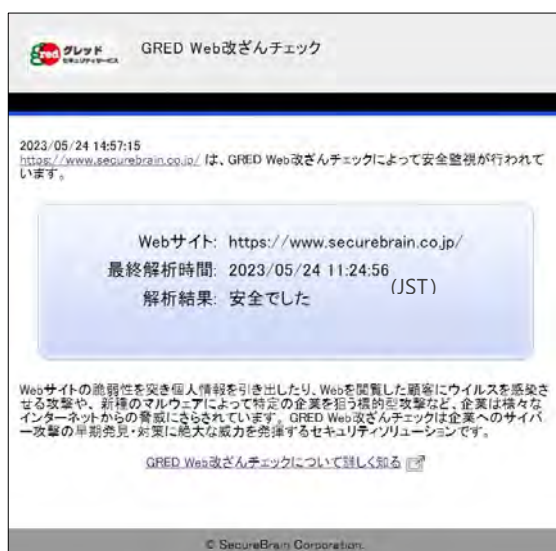 gred グレッド セキュリティサービス
GRED Web改ざんチェック
2023/05/24 14:57:15
https://www.securebrain.co.jp/ は、GRED Web改ざんチェックによって安全監視が行われて
います。
Webサイト: https://www.securebrain.co.jp/
最終解析時間: 2023/05/24 11:24:56
(JST)
解析結果: 安全でした
Webサイトの脆弱性を突き個人情報を引き出したり、Webを閲覧した顧客にウイルスを感染さ
せる攻撃や、新種のマルウェアによって特定の企業を狙う標的型攻撃など、企業は様々な
インターネットからの脅威にさらされています。GRED Web改ざんチェックは企業へのサイバ
ー攻撃の早期発見・対策に絶大な威力を発揮するセキュリティソリューションです。
GRED Web改ざんチェックについて詳しく知る
© SecureBrain Corporation.